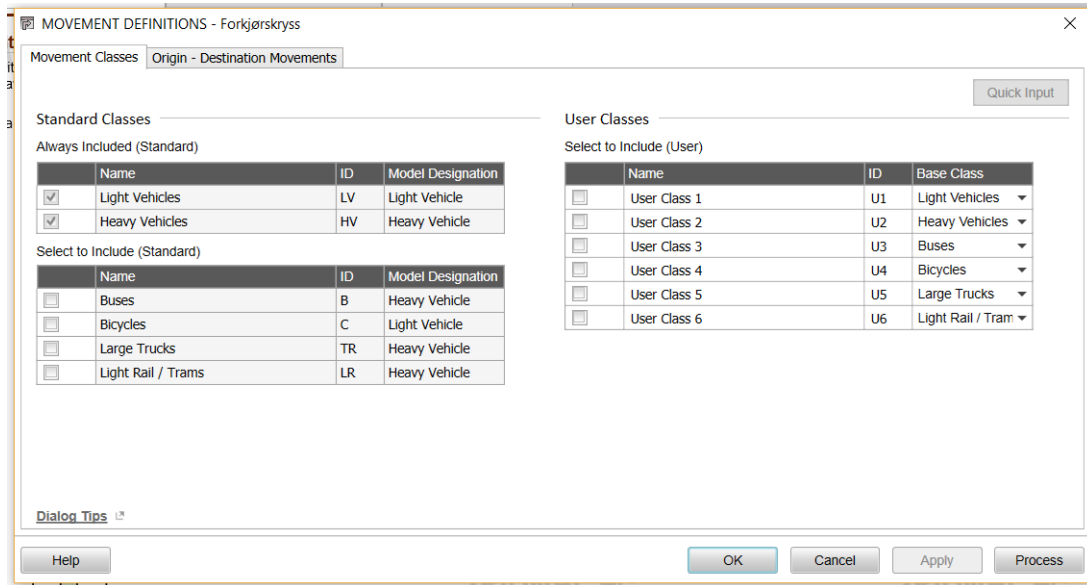 MOVEMENT DEFINITIONS - Forkjørskryss
Movement Classes Origin - Destination Movements
Quick Input
Standard Classes
Always Included (Standard)
Name ID Model Designation
Light Vehicles LV Light Vehicle
Heavy Vehicles HV Heavy Vehicle
Select to Include (Standard)
Name ID Model Designation
Buses B Heavy Vehicle
Bicycles C Light Vehicle
Large Trucks TR Heavy Vehicle
Light Rail / Trams LR Heavy Vehicle
User Classes
Select to Include (User)
Name ID Base Class
User Class 1 U1 Light Vehicles
User Class 2 U2 Heavy Vehicles
User Class 3 U3 Buses
User Class 4 U4 Bicycles
User Class 5 U5 Large Trucks
User Class 6 U6 Light Rail / Tram
Dialog Tips
Help OK Cancel Apply Process